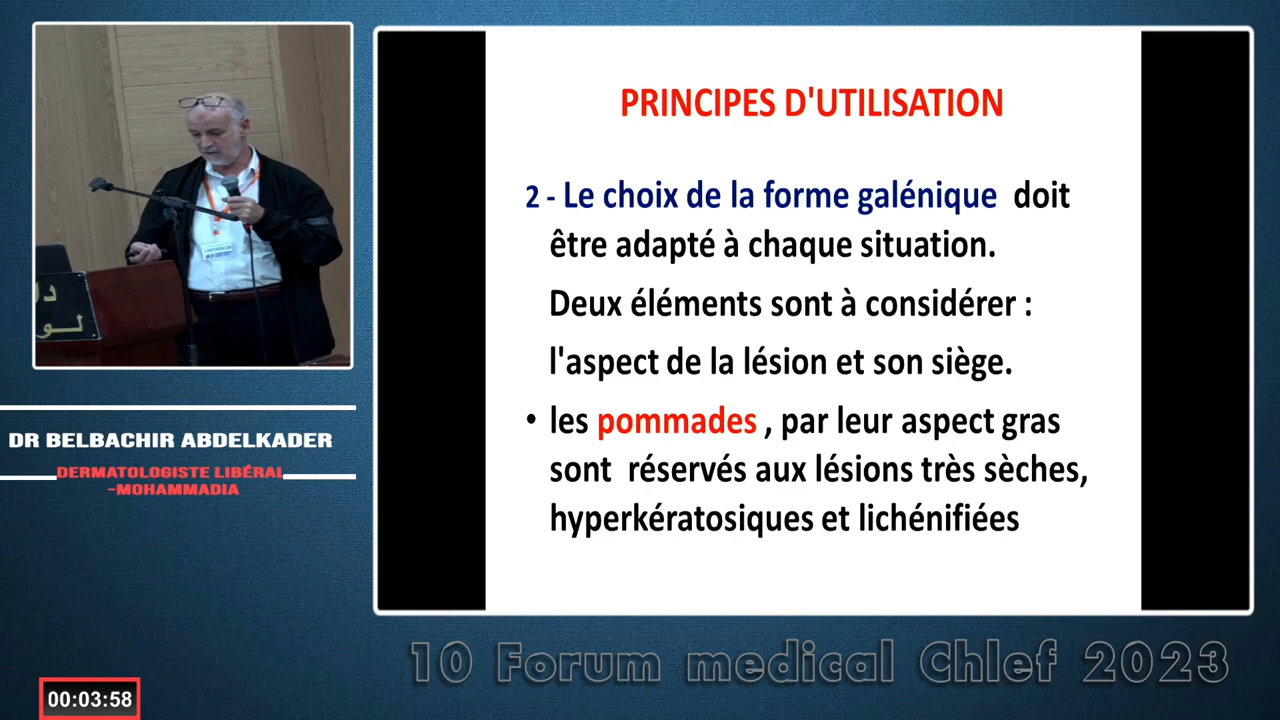 PRINCIPES D'UTILISATION
2 - Le choix de la forme galénique doit
être adapté à chaque situation.
Deux éléments sont à considérer :
l'aspect de la lésion et son siège.
• les pommades , par leur aspect gras
sont réservés aux lésions très sèches,
hyperkératosiques et lichénifiées
DR BELBACHIR ABDELKADER
DERMATOLOGISTE LIBÉRAL
-MOHAMMADIA
10 Forum medical Chlef 2023
00:03:58